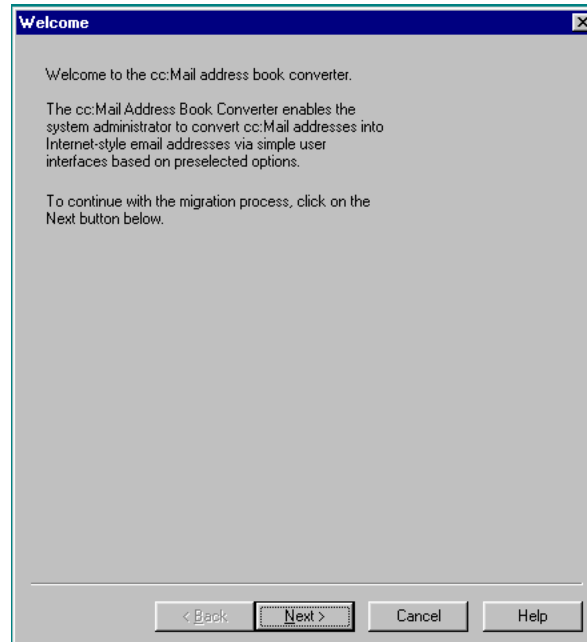 Welcome
Welcome to the cc:Mail address book converter.
The cc:Mail Address Book Converter enables the
system administrator to convert cc:Mail addresses into
Internet-style email addresses via simple user
interfaces based on preselected options.
To continue with the migration process, click on the
Next button below.
< Back Next > Cancel Help